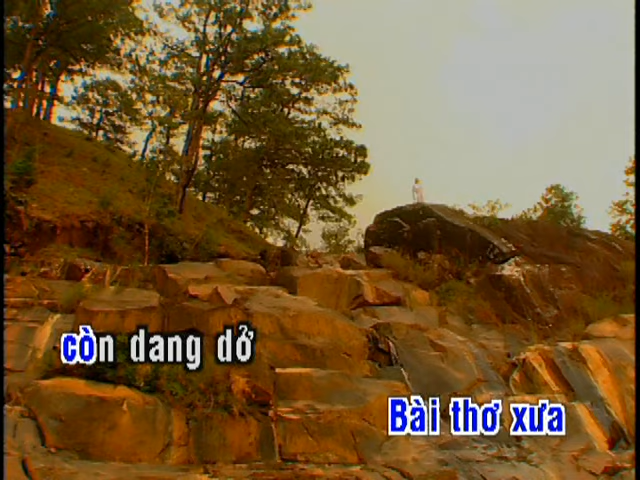 còn dang dở
Bài thơ xưa